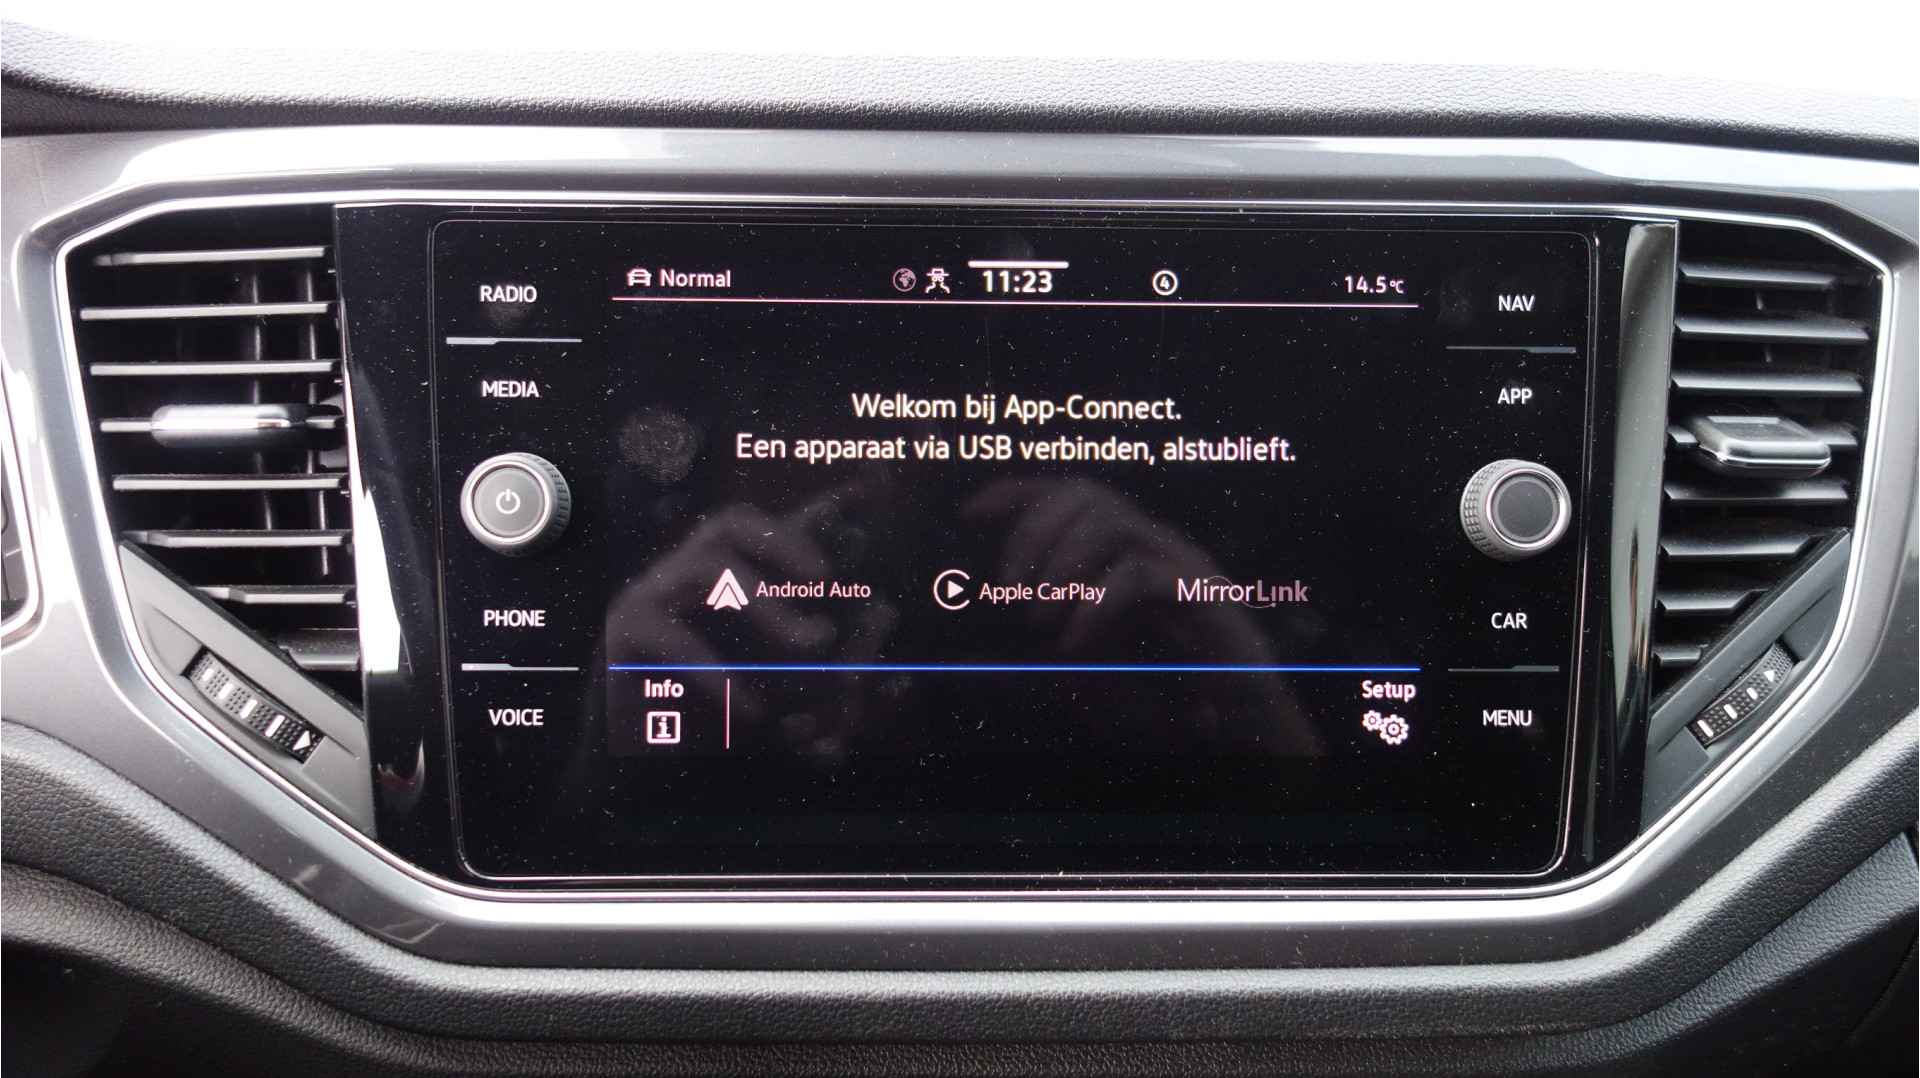 RADIO
MEDIA
PHONE
VOICE
Normal 11:23 4 14.5°C
Welkom bij App-Connect.
Een apparaat via USB verbinden, alstublieft.
Android Auto Apple CarPlay MirrorLink
Info Setup
i
NAV
APP
CAR
MENU